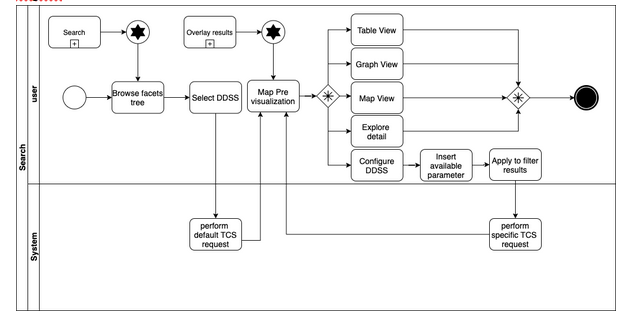 Search
Overlay results
Table View
Graph View
Browse facets
tree
Select DDSS
Map Pre
visualization
Map View
Explore
detail
Configure
DDSS
Insert
available
parameter
Apply to filter
results
user
Search
System
perform
default TCS
request
perform
specific TCS
request